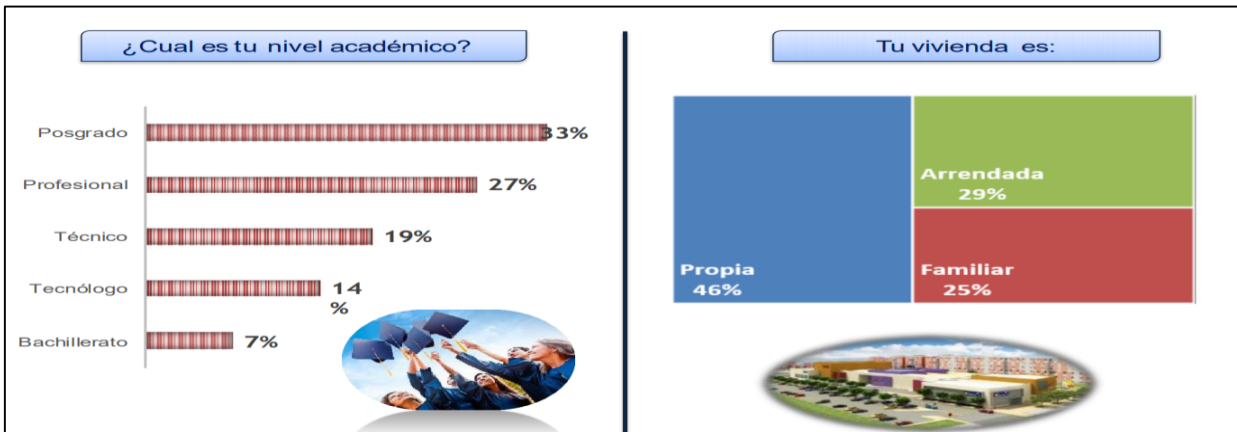 ¿Cual es tu nivel académico?
Posgrado
33%
Profesional
27%
Técnico
19%
Tecnólogo
14
%
Bachillerato
7%
Tu vivienda es:
Propia
46%
Arrendada
29%
Familiar
25%